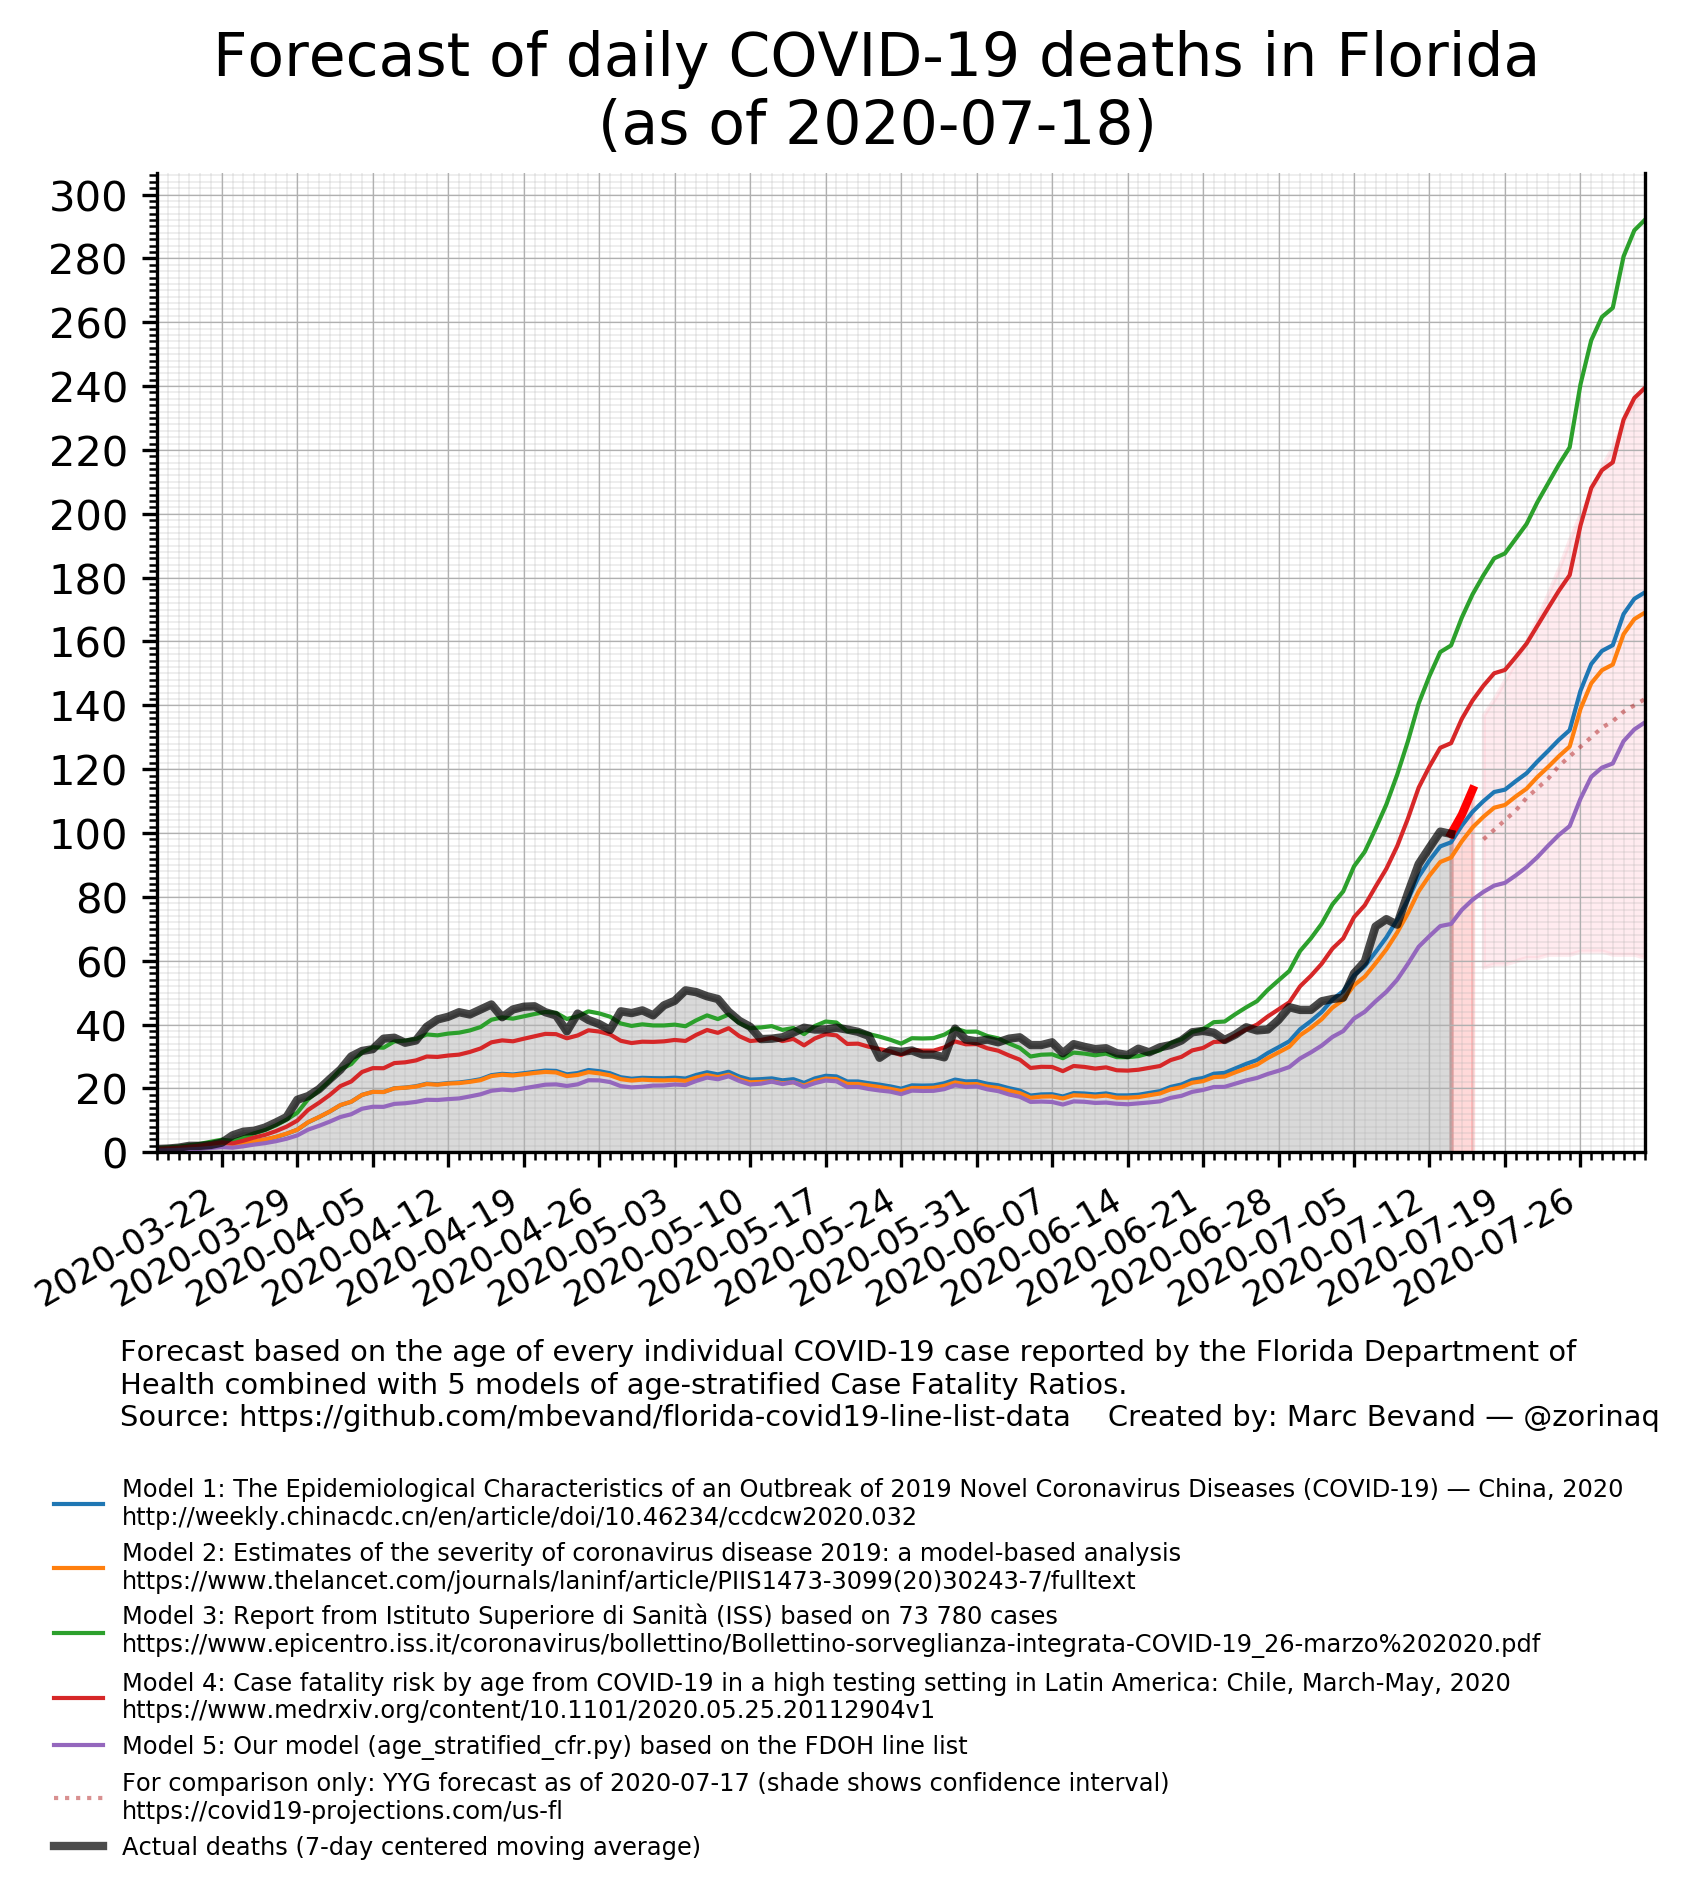 Forecast of daily COVID-19 deaths in Florida
(as of 2020-07-18)
300
280
260
240
220
200
180
160
140
120
100
80
60
40
20
0
2020-03-22
2020-03-29
2020-04-05
2020-04-12
2020-04-19
2020-04-26
2020-05-03
2020-05-10
2020-05-17
2020-05-24
2020-05-31
2020-06-07
2020-06-14
2020-06-21
2020-06-28
2020-07-05
2020-07-12
2020-07-19
2020-07-26
Forecast based on the age of every individual COVID-19 case reported by the Florida Department of
Health combined with 5 models of age-stratified Case Fatality Ratios.
Source: https://github.com/mbevand/florida-covid19-line-list-data Created by: Marc Bevand — @zorinaq
Model 1: The Epidemiological Characteristics of an Outbreak of 2019 Novel Coronavirus Diseases (COVID-19) — China, 2020
http://weekly.chinacdc.cn/en/article/doi/10.46234/ccdcw2020.032
Model 2: Estimates of the severity of coronavirus disease 2019: a model-based analysis
https://www.thelancet.com/journals/laninf/article/PIIS1473-3099(20)30243-7/fulltext
Model 3: Report from Istituto Superiore di Sanità (ISS) based on 73 780 cases
https://www.epicentro.iss.it/coronavirus/bollettino/Bollettino-sorveglianza-integrata-COVID-19_26-marzo%202020.pdf
Model 4: Case fatality risk by age from COVID-19 in a high testing setting in Latin America: Chile, March-May, 2020
https://www.medrxiv.org/content/10.1101/2020.05.25.20112904v1
Model 5: Our model (age_stratified_cfr.py) based on the FDOH line list
For comparison only: YYG forecast as of 2020-07-17 (shade shows confidence interval)
https://covid19-projections.com/us-fl
Actual deaths (7-day centered moving average)